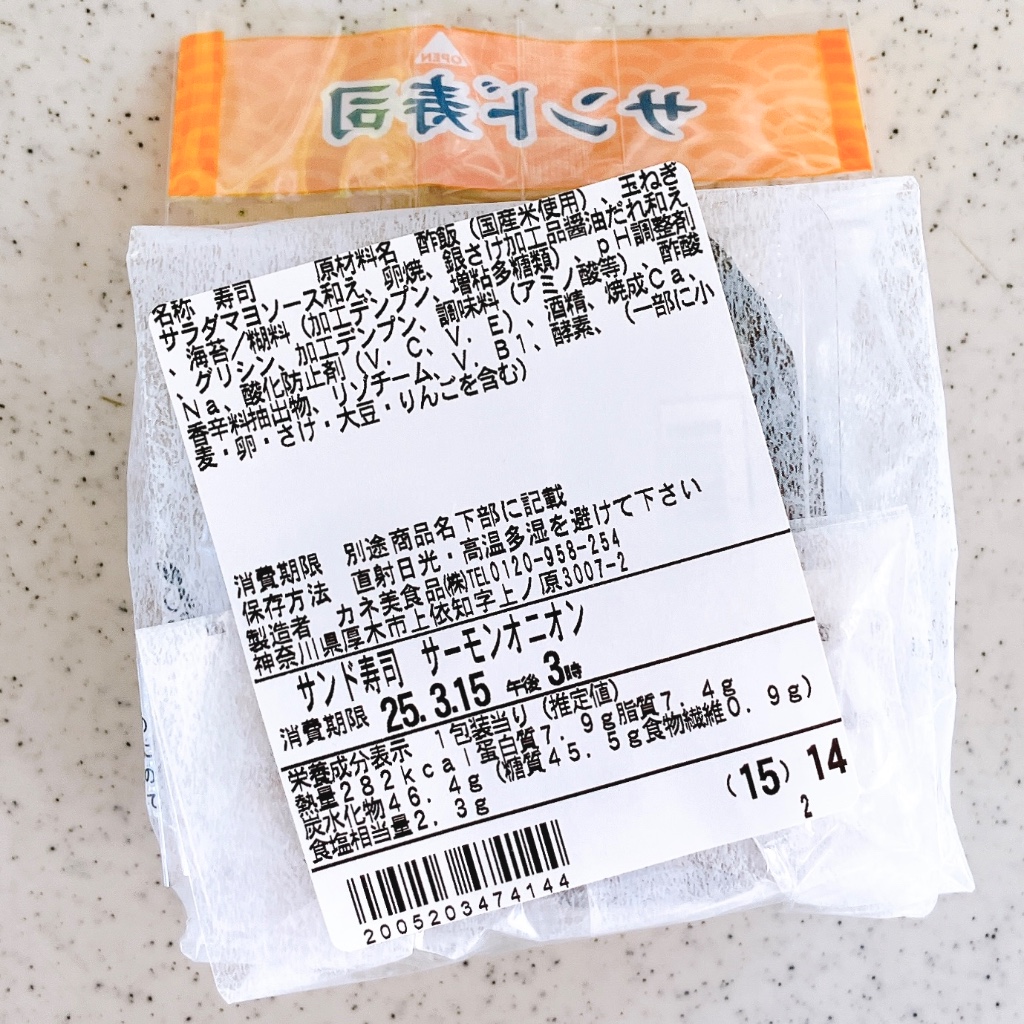 OPEN
サンド寿司
名称　寿司　　原材料名　酢飯（国産米使用）、玉ねぎ
サラダマヨソース和え、卵焼、銀さけ加工品醤油だれ和え
、海苔／糊料（加工デンプン、増粘多糖類）、ｐＨ調整剤
、グリシン、加工デンプン、調味料（アミノ酸等）、酢酸
Ｎａ、酸化防止剤（Ｖ．Ｃ、Ｖ．Ｅ）、酒精、焼成Ｃａ、
香辛料抽出物、リゾチーム、Ｖ．Ｂ１、酵素、（一部に小
麦・卵・さけ・大豆・りんごを含む）
消費期限　別途商品名下部に記載
保存方法　直射日光・高温多湿を避けて下さい
製造者　カネ美食品㈱TEL0120-958-254
神奈川県厚木市上依知字上ノ原3007-2
サンド寿司　サーモンオニオン
消費期限 25. 3.15 午後 3時
栄養成分表示　１包装当り（推定値）
熱量２８２ｋｃａｌ蛋白質７．９ｇ脂質７．４ｇ
炭水化物４６．４ｇ（糖質４５．５ｇ食物繊維０．９ｇ）
食塩相当量２．３ｇ
（15）14
2
2005203474144